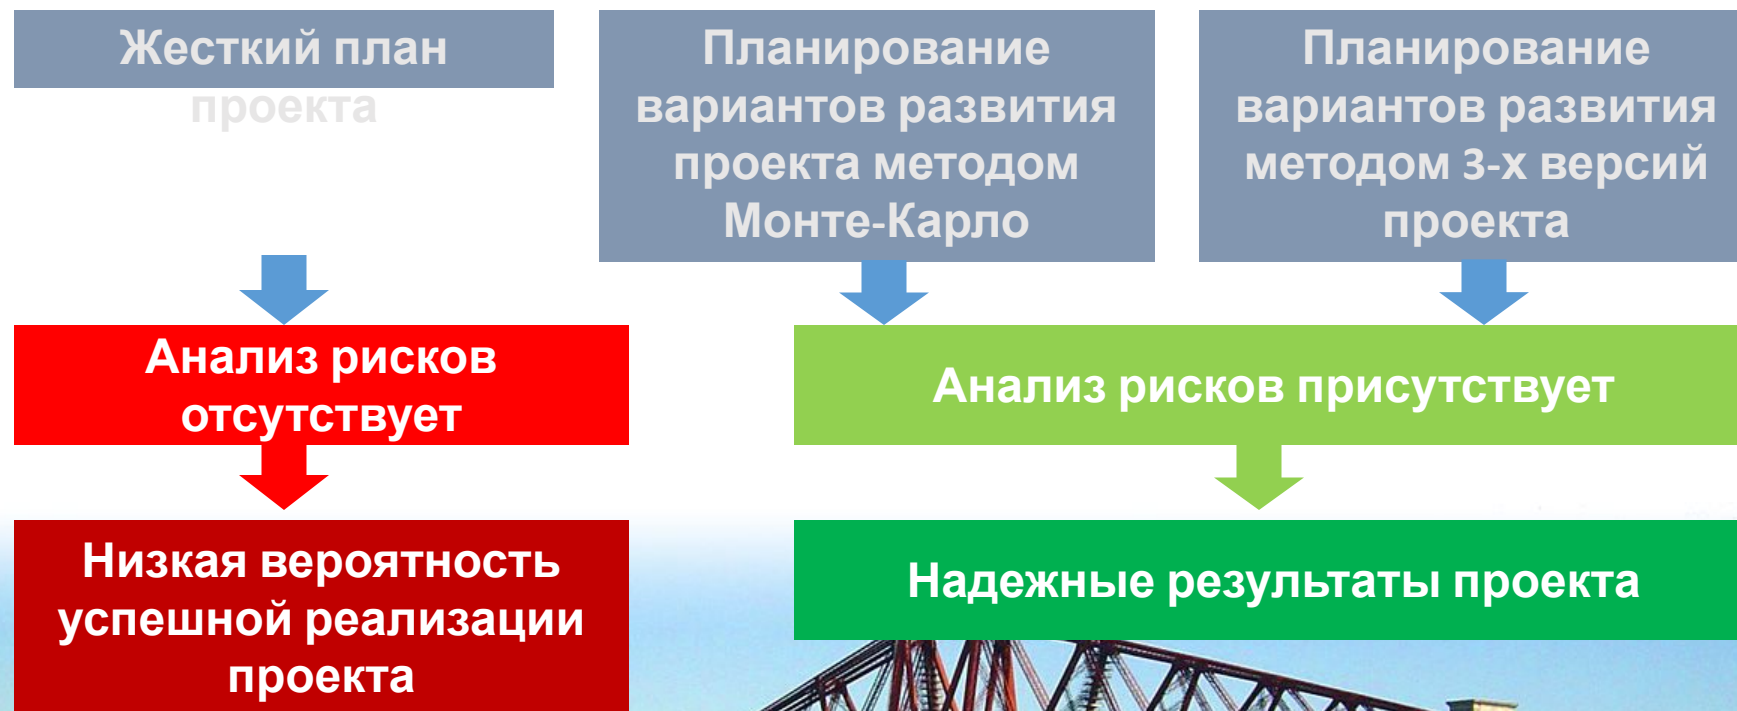 Жесткий план
проекта
Планирование
вариантов развития
проекта методом
Монте-Карло
Планирование
вариантов развития
методом 3-х версий
проекта
Анализ рисков
отсутствует
Анализ рисков присутствует
Низкая вероятность
успешной реализации
проекта
Надежные результаты проекта